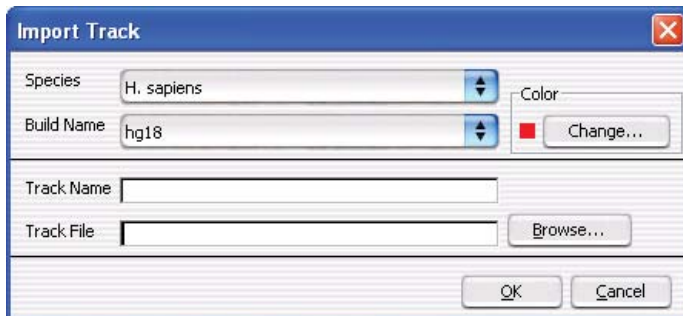 Import Track
Species H. sapiens
Color
Build Name hg18
Change...
Track Name
Track File Browse...
OK Cancel